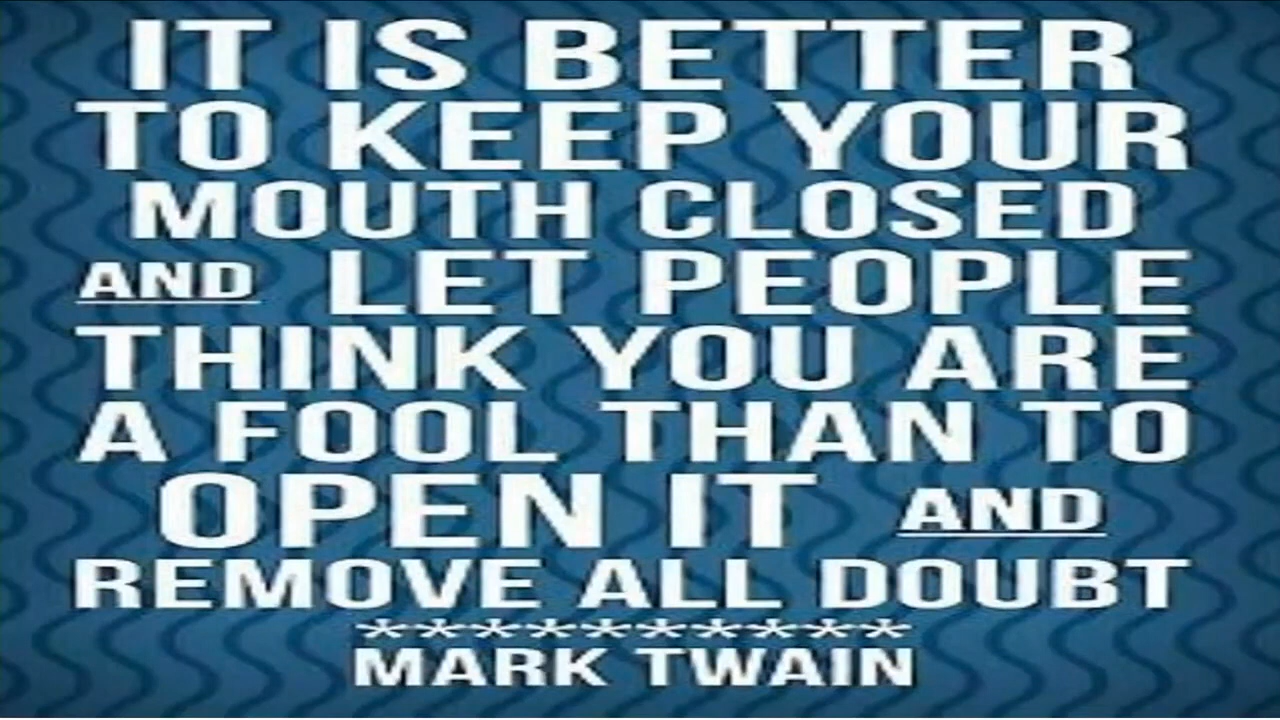 IT IS BETTER
TO KEEP YOUR
MOUTH CLOSED
AND LET PEOPLE
THINK YOU ARE
A FOOL THAN TO
OPEN IT AND
REMOVE ALL DOUBT
**********
MARK TWAIN